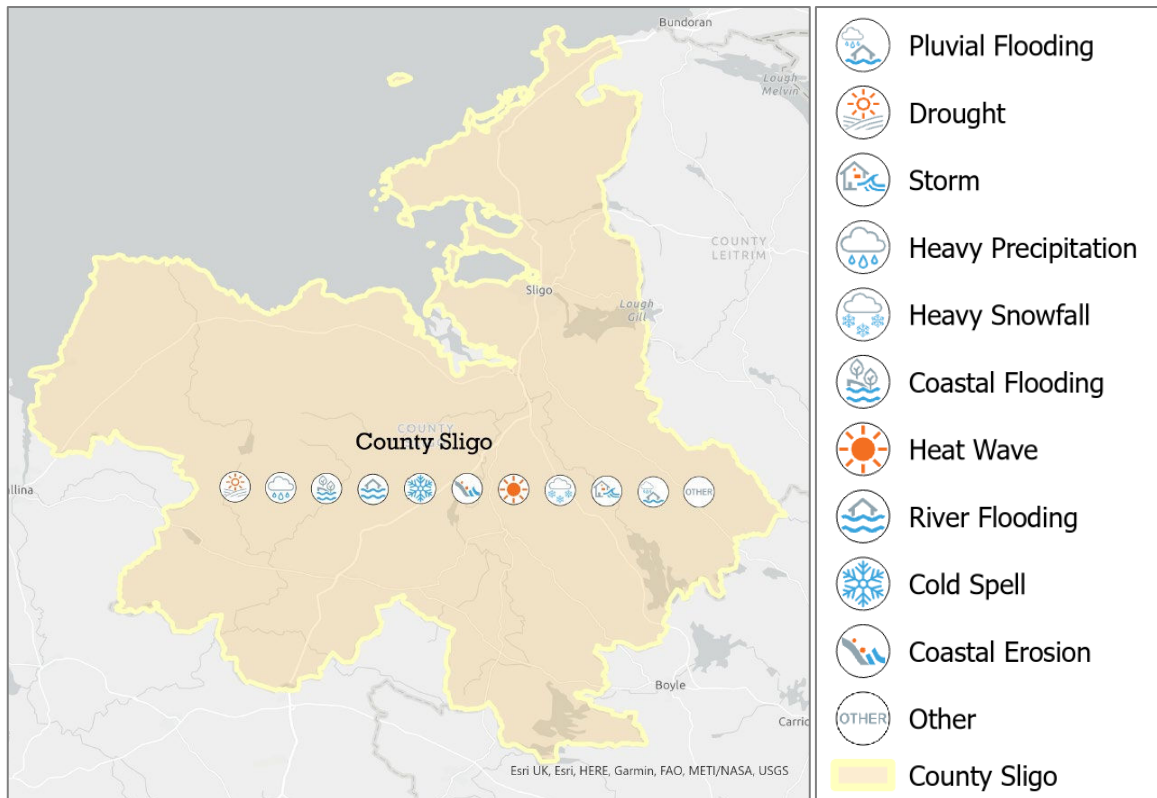 Bundoran
Lough
Melvin
COUNTY
LEITRIM
Sligo
Lough
Gill
COUNTY
County Sligo
allina
OTHER
Boyle
Carric
Esri UK, Esri, HERE, Garmin, FAO, METI/NASA, USGS
Pluvial Flooding
Drought
Storm
Heavy Precipitation
Heavy Snowfall
Coastal Flooding
Heat Wave
River Flooding
Cold Spell
Coastal Erosion
OTHER Other
County Sligo